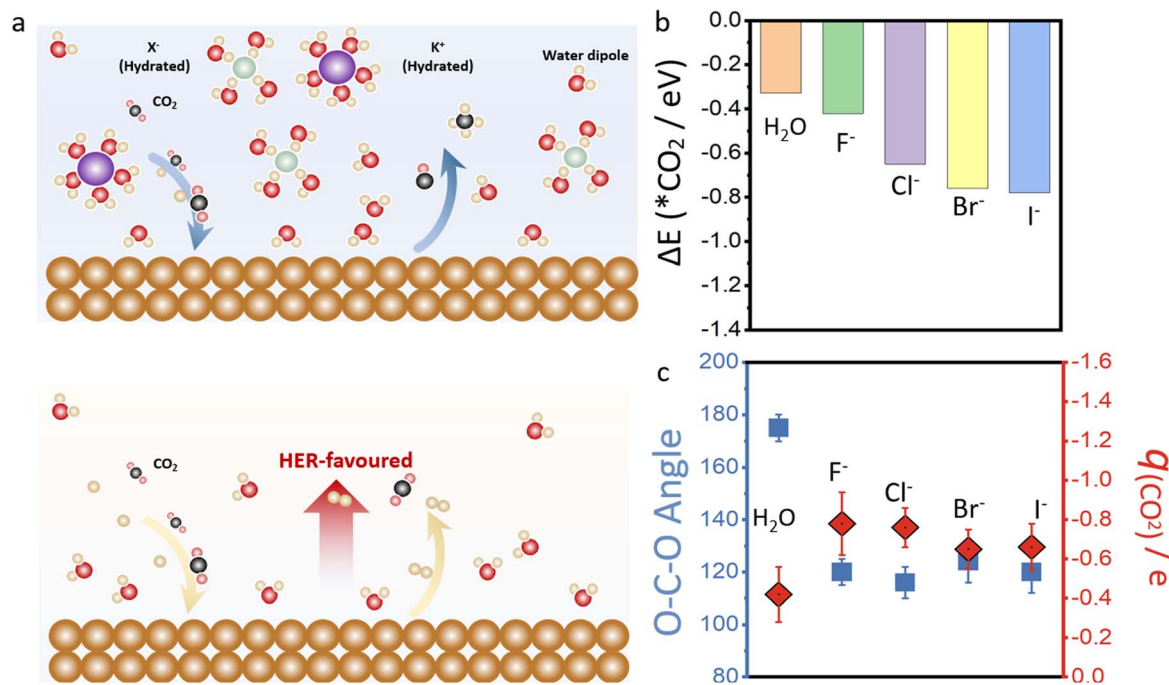 a
X⁻
(Hydrated)
K⁺
(Hydrated)
Water dipole
CO₂
CO₂
HER-favoured
b
ΔE (*CO₂ / eV)
0.0
-0.2
-0.4
-0.6
-0.8
-1.0
-1.2
-1.4
H₂O
F⁻
Cl⁻
Br⁻
I⁻
c
O-C-O Angle
200
180
160
140
120
100
80
H₂O
F⁻
Cl⁻
Br⁻
I⁻
-1.6
-1.4
-1.2
-1.0
-0.8
-0.6
-0.4
-0.2
0.0
q(CO²) / e